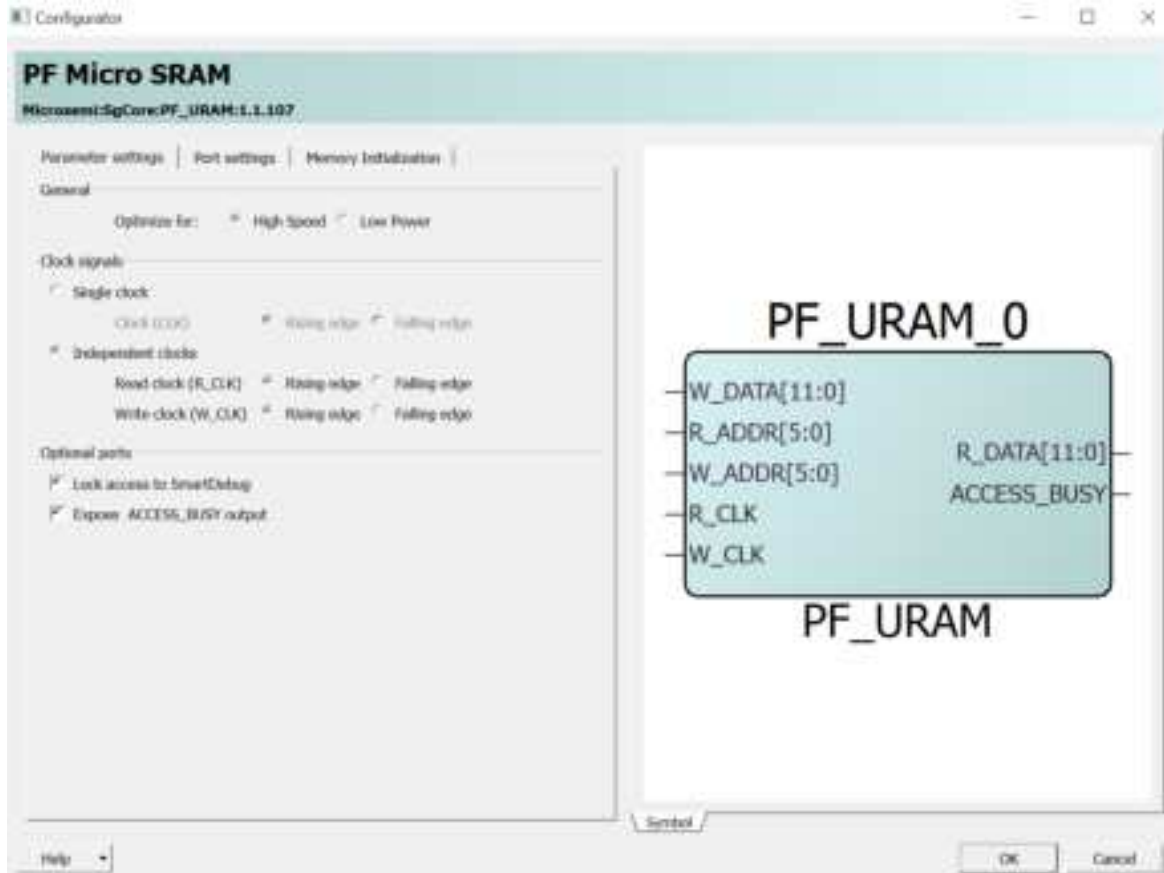 Configurator
PF Micro SRAM
Microsemi:SgCore:PF_URAM:1.1.107
Parameter settings Port settings Memory Initialization
General
Optimize for: High Speed Low Power
Clock signals
Single clock
Clock (CLK) Rising edge Falling edge
Independent clocks
Read clock (R_CLK) Rising edge Falling edge
Write clock (W_CLK) Rising edge Falling edge
Optional ports
Lock access to SmartDebug
Expose ACCESS_BUSY output
PF_URAM_0
W_DATA[11:0]
R_ADDR[5:0]
W_ADDR[5:0]
R_CLK
W_CLK
R_DATA[11:0]
ACCESS_BUSY
PF_URAM
Symbol
Help
OK Cancel